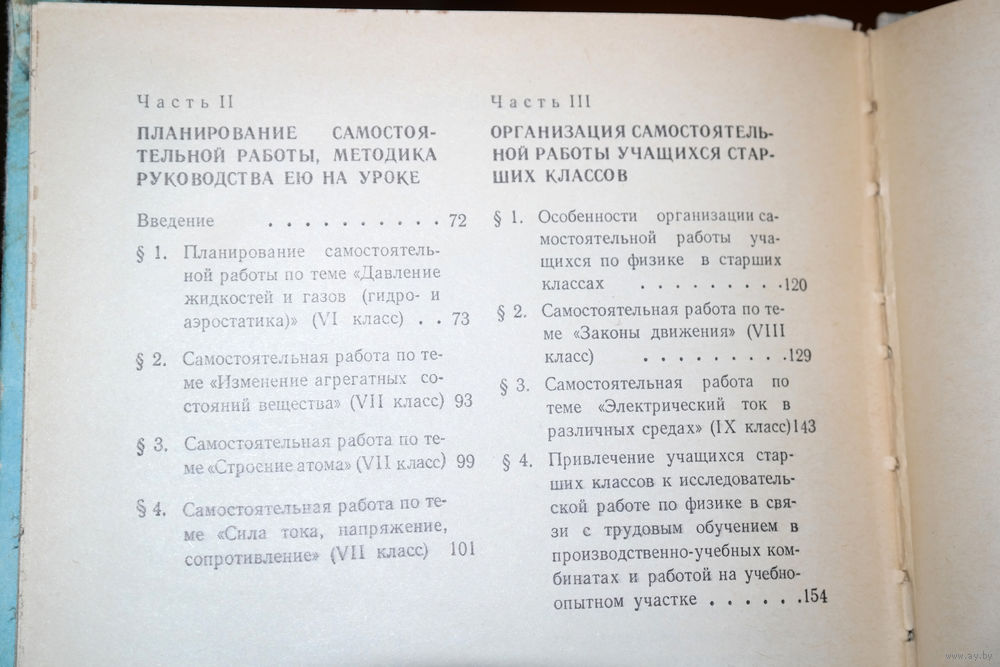 Часть II
ПЛАНИРОВАНИЕ САМОСТОЯ-
ТЕЛЬНОЙ РАБОТЫ, МЕТОДИКА
РУКОВОДСТВА ЕЮ НА УРОКЕ
Введение . . . . . . . . . . 72
§ 1. Планирование самостоятель-
ной работы по теме «Давление
жидкостей и газов (гидро- и
аэростатика)» (VI класс) . . 73
§ 2. Самостоятельная работа по те-
ме «Изменение агрегатных со-
стояний вещества» (VII класс) 93
§ 3. Самостоятельная работа по те-
ме «Строение атома» (VII класс) 99
§ 4. Самостоятельная работа по те-
ме «Сила тока, напряжение,
сопротивление» (VII класс) 101
Часть III
ОРГАНИЗАЦИЯ САМОСТОЯТЕЛЬ-
НОЙ РАБОТЫ УЧАЩИХСЯ СТАР-
ШИХ КЛАССОВ
§ 1. Особенности организации са-
мостоятельной работы уча-
щихся по физике в старших
классах . . . . . . . . .120
§ 2. Самостоятельная работа по те-
ме «Законы движения» (VIII
класс) . . . . . . . . .129
§ 3. Самостоятельная работа по
теме «Электрический ток в
различных средах» (IX класс)143
§ 4. Привлечение учащихся стар-
ших классов к исследователь-
ской работе по физике в свя-
зи с трудовым обучением в
производственно-учебных ком-
бинатах и работой на учебно-
опытном участке . . . . . .154
www.ay.by